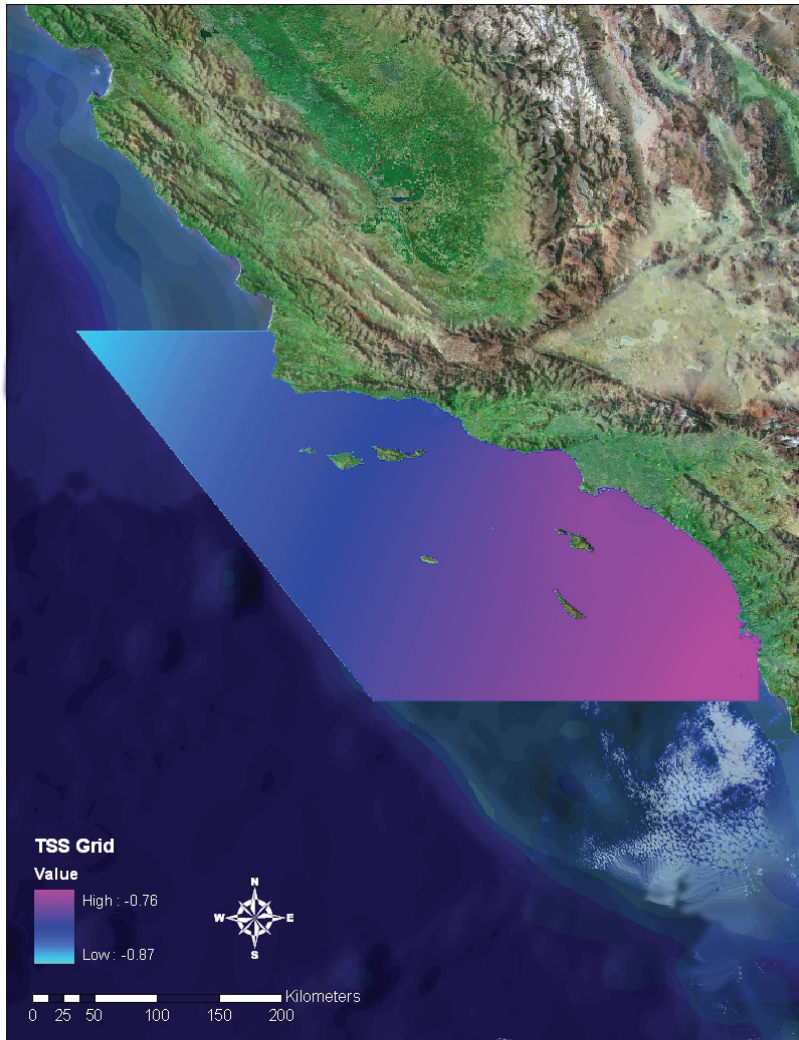 TSS Grid
Value
High : -0.76
Low : -0.87
N
W E
S
Kilometers
0 25 50 100 150 200